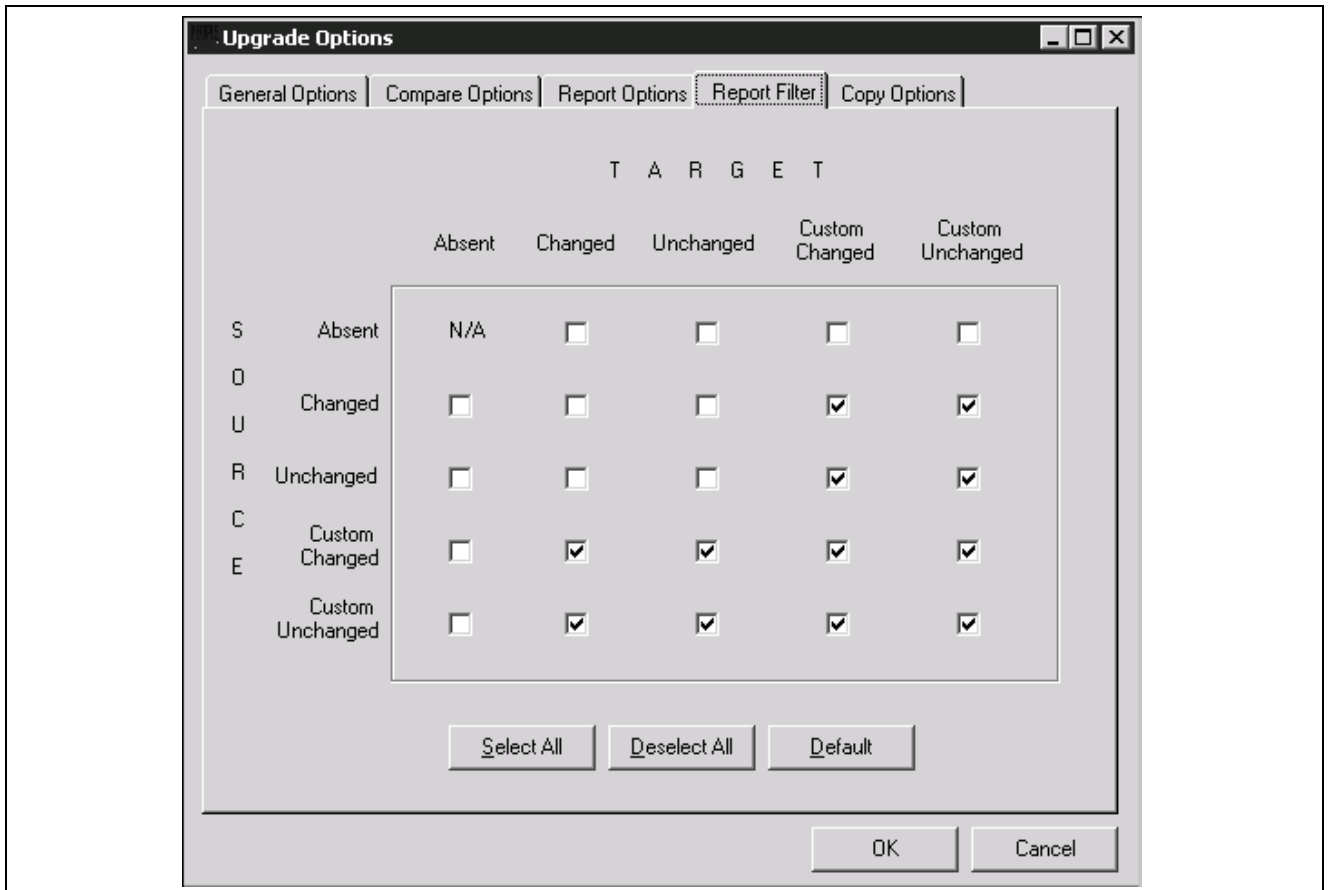 Upgrade Options
General Options Compare Options Report Options Report Filter Copy Options
T A R G E T
Absent Changed Unchanged Custom Changed Custom Unchanged
S O U R C E
Absent N/A
Changed
Unchanged
Custom
Changed
Custom
Unchanged
Select All Deselect All Default
OK Cancel